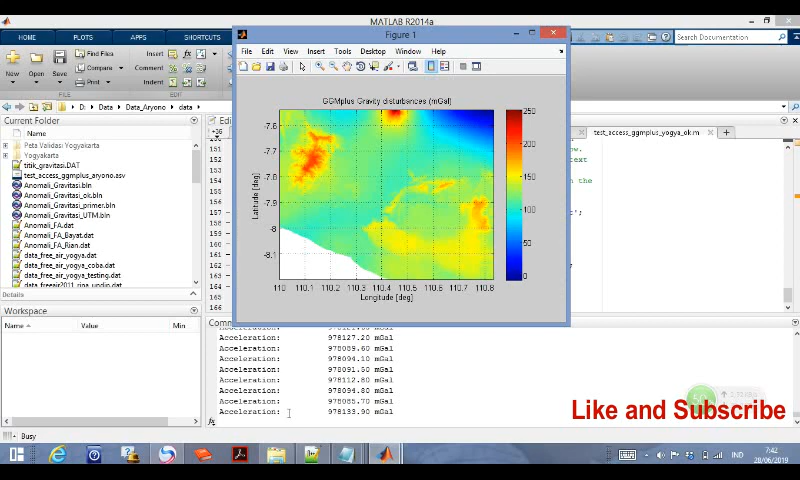 MATLAB R2014a
HOME
PLOTS
APPS
SHORTCUTS
Search Documentation
New
Open
Save
Find Files
Compare
Print
Insert
Comment
Indent
D:
Data
Data_Aryono
data
Current Folder
Name
Peta Validasi Yogyakarta
Yogyakarta
titik_gravitasi.DAT
test_access_ggmplus_aryono.sv
Anomali_Gravitasi.bln
Anomali_Gravitasi_ok.bln
Anomali_Gravitasi_primer.bln
Anomali_Gravitasi_UTM.bln
Anomali_FA.dat
Anomali_FA_Bayat.dat
Anomali_FA_Rian.dat
data_free_air_yogya.dat
data_free_air_yogya_coba.dat
data_free_air_yogya_testing.dat
Details
Workspace
Name
Value
Min
Busy
Figure 1
File Edit View Insert Tools Desktop Window Help
GGMplus Gravity disturbances (mGal)
Latitude [deg]
-7.6
-7.7
-7.8
-7.9
-8
-8.1
110 110.1 110.2 110.3 110.4 110.5 110.6 110.7 110.8
Longitude [deg]
250
200
150
100
50
0
test_access_ggmplus_yogya_ok.m
150
151
152
153
154
155
156
157
158
159
160
161
162
163
164
165
166
Acceleration: 978127.20 mGal
Acceleration: 978089.60 mGal
Acceleration: 978094.10 mGal
Acceleration: 978091.50 mGal
Acceleration: 978112.80 mGal
Acceleration: 978094.80 mGal
Acceleration: 978085.70 mGal
Acceleration: 978133.90 mGal
fx
Like and Subscribe
IND
7:42
28/06/2019